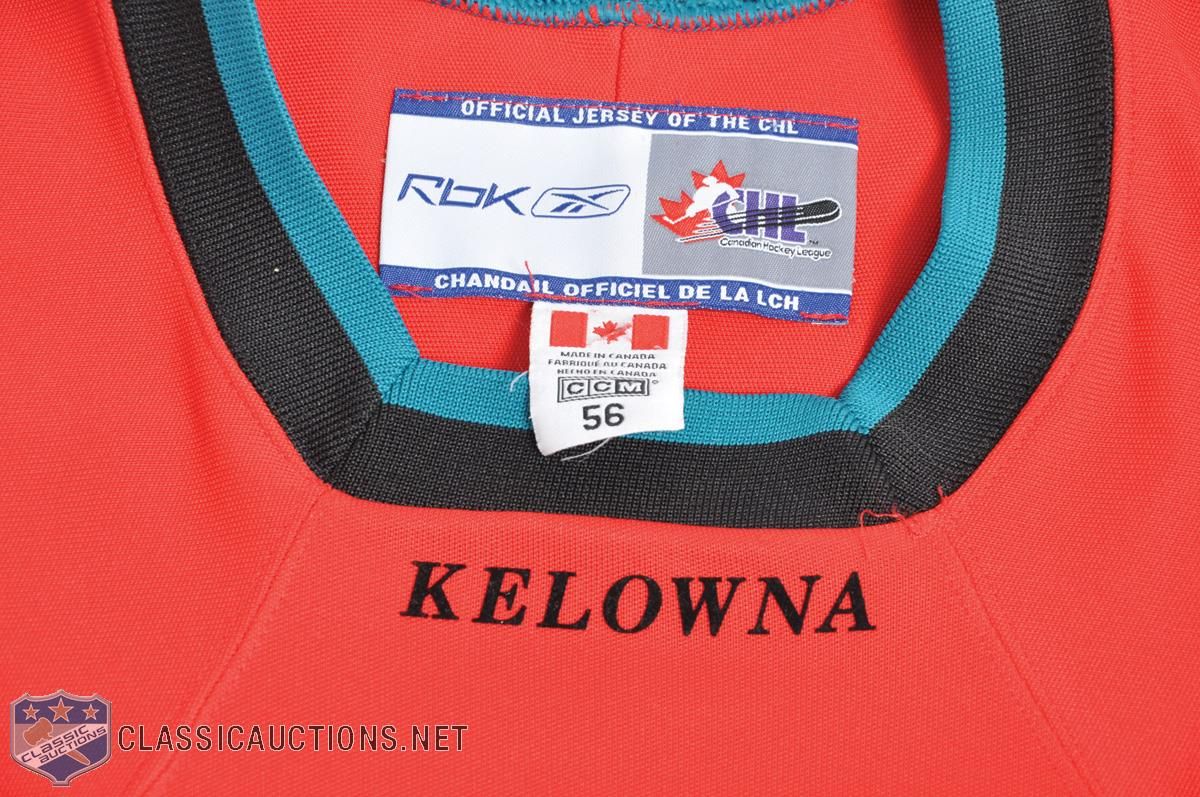 OFFICIAL JERSEY OF THE CHL
Rbk
CHL
Canadian Hockey League
TM
CHANDAIL OFFICIEL DE LA LCH
MADE IN CANADA
FABRIQUÉ AU CANADA
HECHO EN CANADA
CCM
56
KELOWNA
CLASSIC
AUCTIONS
CLASSICAUCTIONS.NET